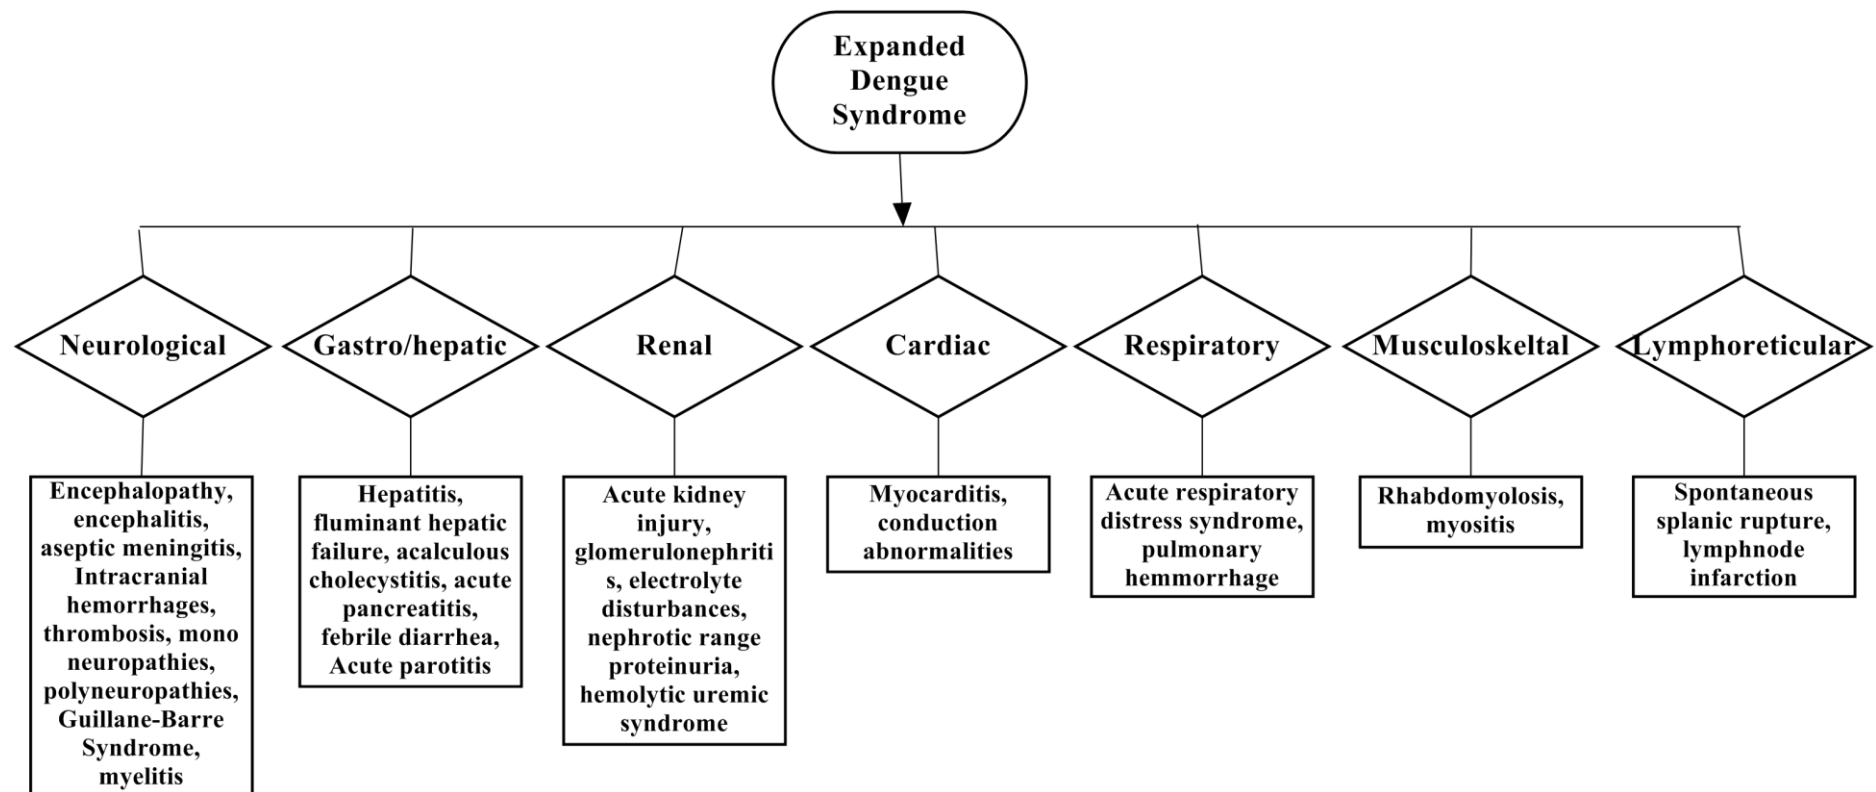 Expanded
Dengue
Syndrome
Neurological
Gastro/hepatic
Renal
Cardiac
Respiratory
Musculoskeltal
Lymphoreticular
Encephalopathy,
encephalitis,
aseptic meningitis,
Intracranial
hemorrhages,
thrombosis, mono
neuropathies,
polyneuropathies,
Guillane-Barre
Syndrome,
myelitis
Hepatitis,
fluminant hepatic
failure, acalculous
cholecystitis, acute
pancreatitis,
febrile diarrhea,
Acute parotitis
Acute kidney
injury,
glomerulonephriti
s, electrolyte
disturbances,
nephrotic range
proteinuria,
hemolytic uremic
syndrome
Myocarditis,
conduction
abnormalities
Acute respiratory
distress syndrome,
pulmonary
hemmorrhage
Rhabdomyolosis,
myositis
Spontaneous
splanic rupture,
lymphnode
infarction